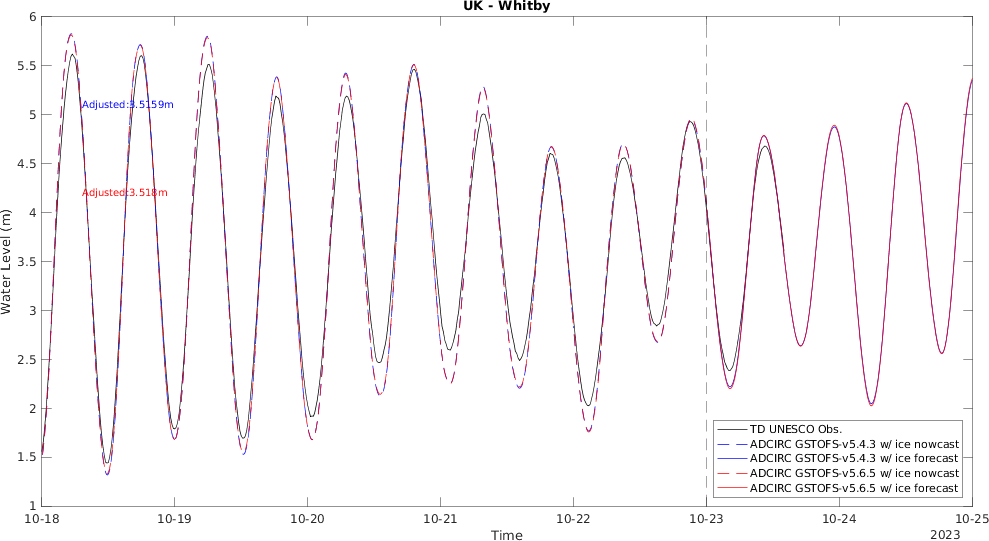 UK - Whitby
6
5.5
5
4.5
4
3.5
3
2.5
2
1.5
1
Water Level (m)
Adjusted:3.5159m
Adjusted:3.518m
10-18
10-19
10-20
10-21
10-22
10-23
10-24
10-25
Time
2023
TD UNESCO Obs.
ADCIRC GSTOFS-v5.4.3 w/ ice nowcast
ADCIRC GSTOFS-v5.4.3 w/ ice forecast
ADCIRC GSTOFS-v5.6.5 w/ ice nowcast
ADCIRC GSTOFS-v5.6.5 w/ ice forecast